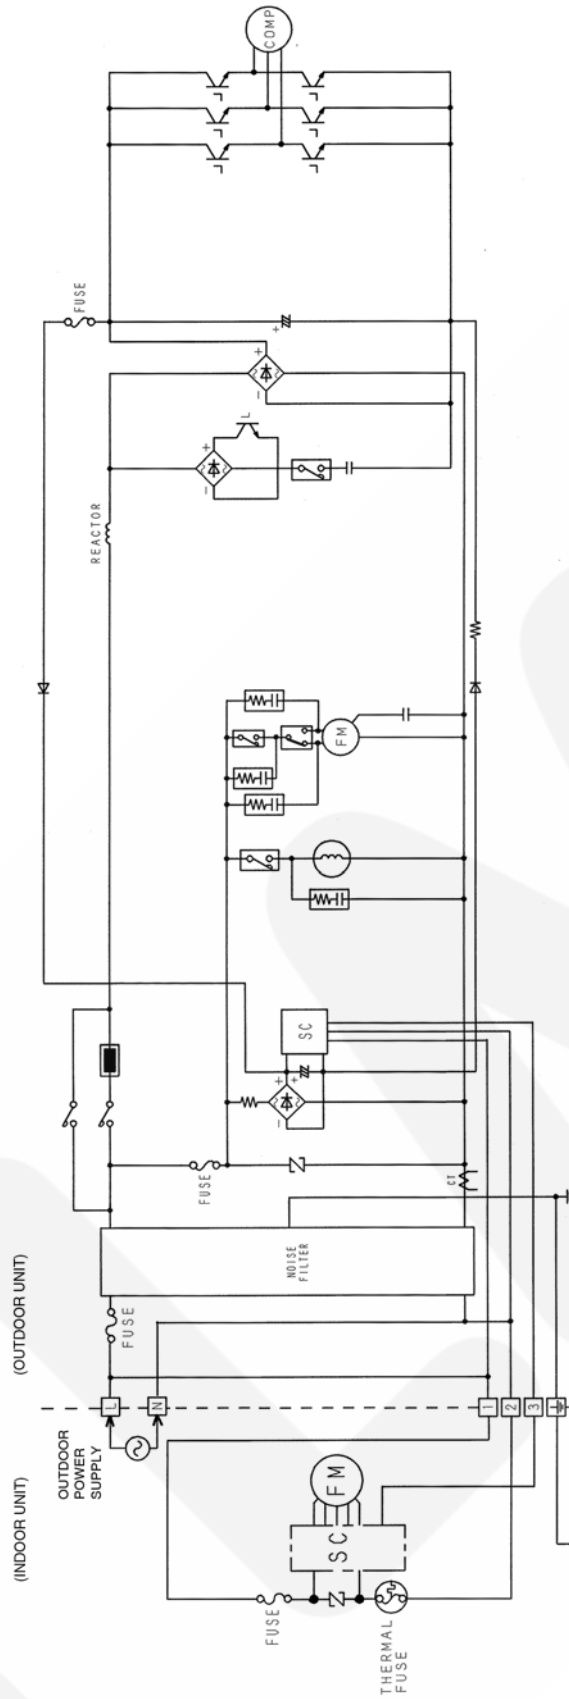 COMP
FUSE
+
+
-
L
+
-
REACTOR
FM
SC
+
+
-
FUSE
CT
NOISE
FILTER
FUSE
(OUTDOOR UNIT)
L
N
1
2
3
OUTDOOR
POWER
SUPPLY
(INDOOR UNIT)
FM
SC
FUSE
THERMAL
FUSE